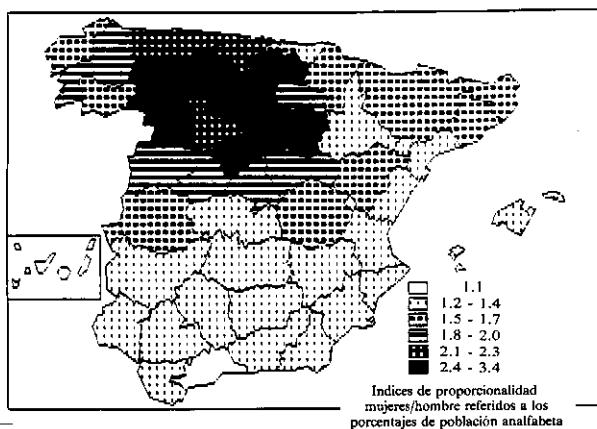 1.1
1.2 - 1.4
1.5 - 1.7
1.8 - 2.0
2.1 - 2.3
2.4 - 3.4
Indices de proporcionalidad
mujeres/hombre referidos a los
porcentajes de población analfabeta